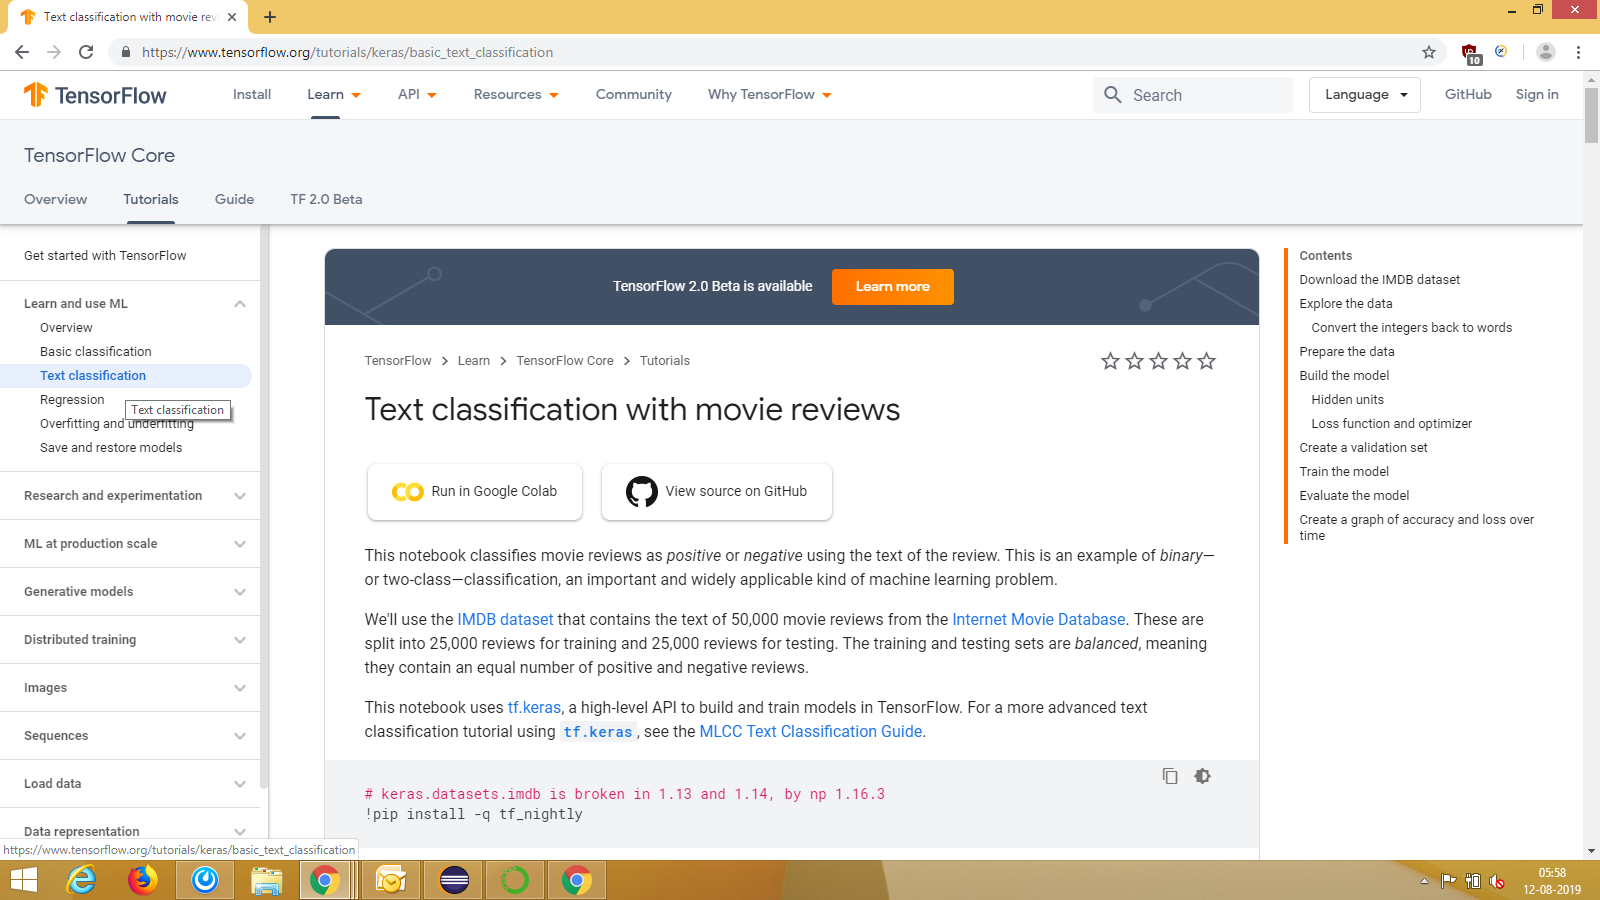 Text classification with movie rev
https://www.tensorflow.org/tutorials/keras/basic_text_classification
10
TensorFlow
Install
Learn
API
Resources
Community
Why TensorFlow
Search
Language
GitHub
Sign in
TensorFlow Core
Overview
Tutorials
Guide
TF 2.0 Beta
Get started with TensorFlow
Learn and use ML
Overview
Basic classification
Text classification
Regression
Text classification
Overfitting and underfitting
Save and restore models
Research and experimentation
ML at production scale
Generative models
Distributed training
Images
Sequences
Load data
Data representation
https://www.tensorflow.org/tutorials/keras/basic_text_classification
TensorFlow 2.0 Beta is available
Learn more
TensorFlow > Learn > TensorFlow Core > Tutorials
Text classification with movie reviews
Run in Google Colab
View source on GitHub
This notebook classifies movie reviews as positive or negative using the text of the review. This is an example of binary—
or two-class—classification, an important and widely applicable kind of machine learning problem.
We'll use the IMDB dataset that contains the text of 50,000 movie reviews from the Internet Movie Database. These are
split into 25,000 reviews for training and 25,000 reviews for testing. The training and testing sets are balanced, meaning
they contain an equal number of positive and negative reviews.
This notebook uses tf.keras, a high-level API to build and train models in TensorFlow. For a more advanced text
classification tutorial using tf.keras, see the MLCC Text Classification Guide.
# keras.datasets.imdb is broken in 1.13 and 1.14, by np 1.16.3
!pip install -q tf_nightly
Contents
Download the IMDB dataset
Explore the data
Convert the integers back to words
Prepare the data
Build the model
Hidden units
Loss function and optimizer
Create a validation set
Train the model
Evaluate the model
Create a graph of accuracy and loss over
time
05:58
12-08-2019